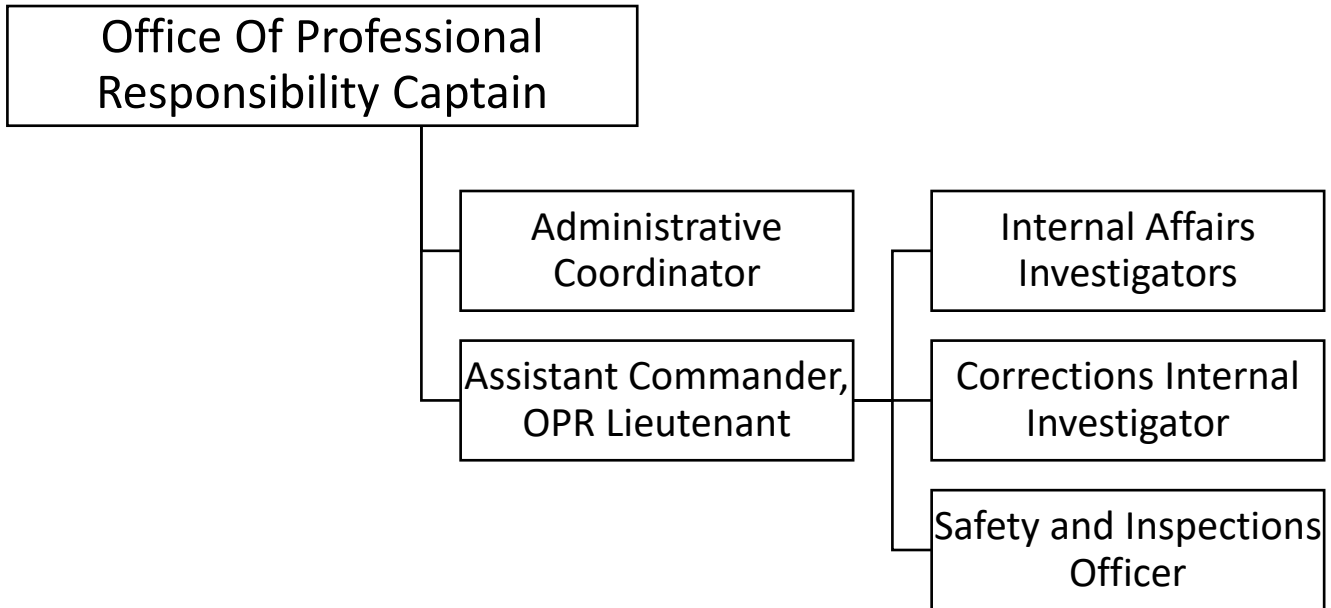 Office Of Professional
Responsibility Captain
Administrative
Coordinator
Assistant Commander,
OPR Lieutenant
Internal Affairs
Investigators
Corrections Internal
Investigator
Safety and Inspections
Officer